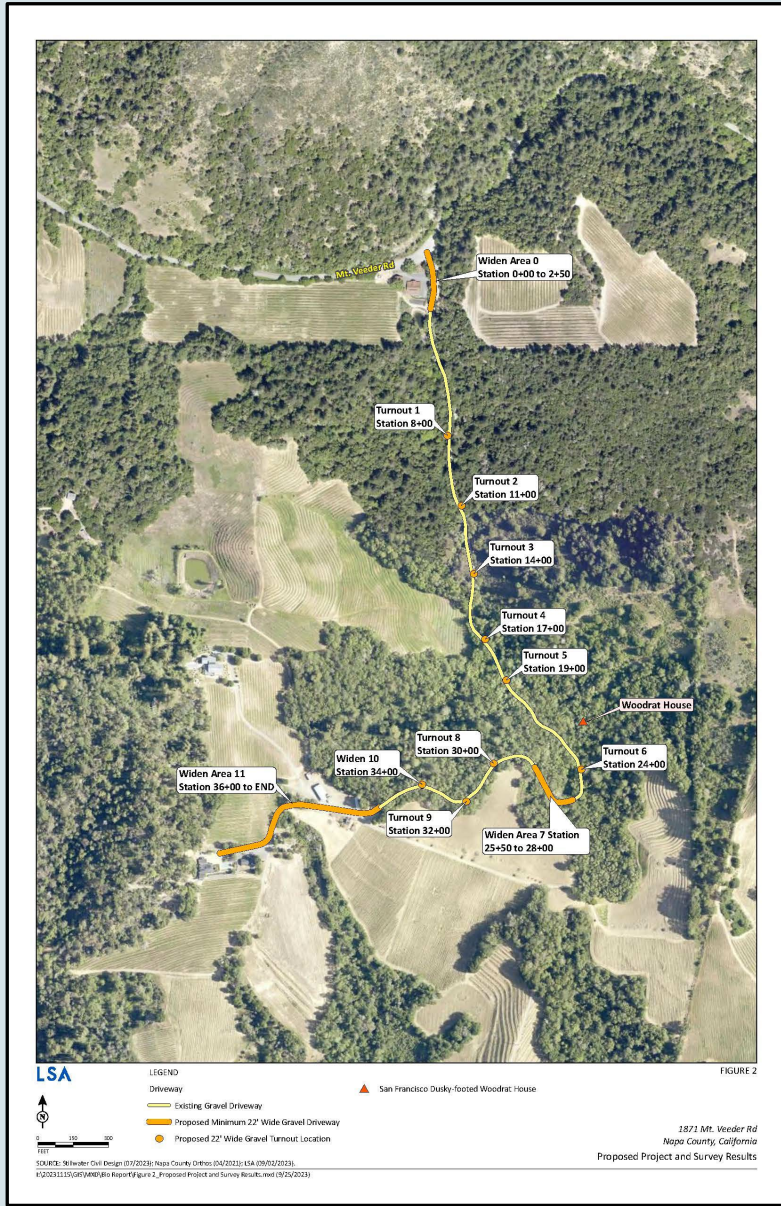 Mt. Veeder Rd
Widen Area 0
Station 0+00 to 2+50
Turnout 1
Station 8+00
Turnout 2
Station 11+00
Turnout 3
Station 14+00
Turnout 4
Station 17+00
Turnout 5
Station 19+00
Woodrat House
Turnout 8
Station 30+00
Turnout 6
Station 24+00
Widen 10
Station 34+00
Widen Area 11
Station 36+00 to END
Turnout 9
Station 32+00
Widen Area 7 Station
25+50 to 28+00
LSA
FIGURE 2
LEGEND
Driveway
Existing Gravel Driveway
Proposed Minimum 22' Wide Gravel Driveway
Proposed 22' Wide Gravel Turnout Location
San Francisco Dusky-footed Woodrat House
N
0 150 300
FEET
SOURCE: Stillwater Civil Design (07/2023); Napa County Orthos (04/2021); LSA (09/02/2023).
I:\20231115\GIS\MXD\Bio Report\Figure 2_Proposed Project and Survey Results.mxd (9/25/2023)
1871 Mt. Veeder Rd
Napa County, California
Proposed Project and Survey Results